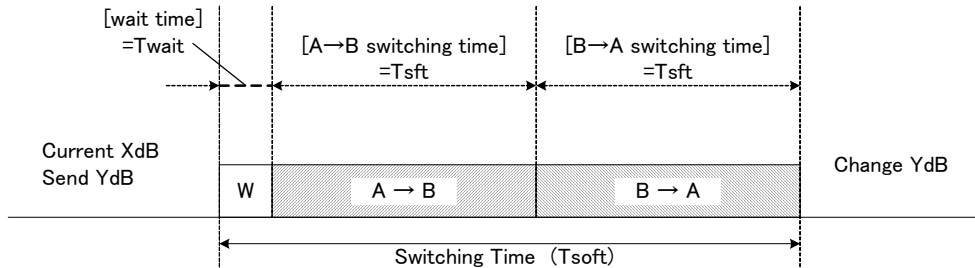 [wait time]
=Twait
[A→B switching time]
=Tsft
[B→A switching time]
=Tsft
Current XdB
Send YdB
W
A → B
B → A
Change YdB
Switching Time (Tsoft)